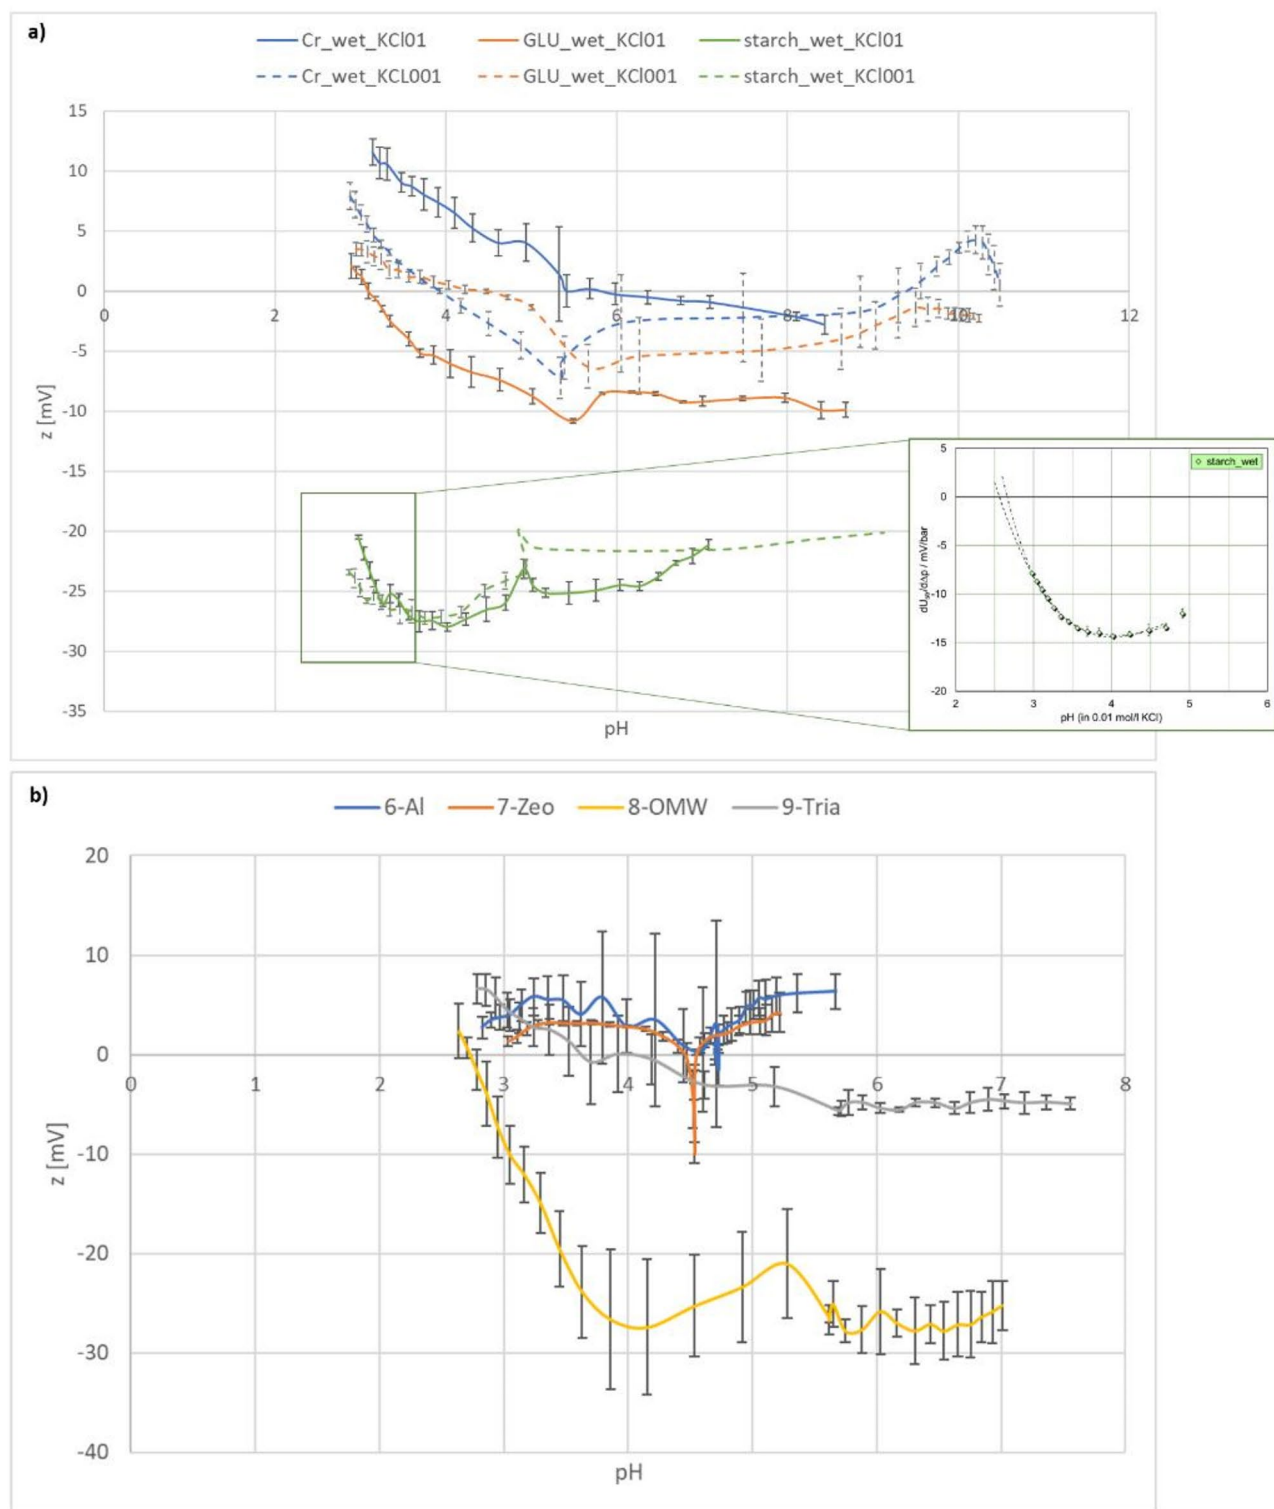 a)
Cr_wet_KCl01 GLU_wet_KCl01 starch_wet_KCl01
Cr_wet_KCL001 GLU_wet_KCl001 starch_wet_KCl001
15
10
5
0
0 2 4 6 8 10 12
-5
-10
-15
-20
-25
-30
-35
z [mV]
pH
5
0
-5
-10
-15
-20
starch_wet
2 3 4 5 6
pH (in 0.01 mol/l KCl)
b)
6-Al 7-Zeo 8-OMW 9-Tria
20
10
0
0 1 2 3 4 5 6 7 8
-10
-20
-30
-40
z [mV]
pH